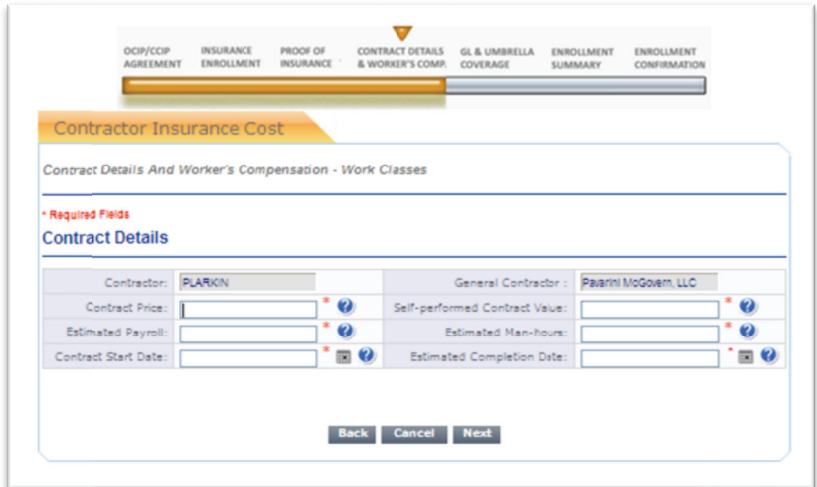 OCIP/CCIP AGREEMENT
INSURANCE ENROLLMENT
PROOF OF INSURANCE
CONTRACT DETAILS & WORKER'S COMP.
GL & UMBRELLA COVERAGE
ENROLLMENT SUMMARY
ENROLLMENT CONFIRMATION
Contractor Insurance Cost
Contract Details And Worker's Compensation - Work Classes
* Required Fields
Contract Details
Contractor: PLARKIN General Contractor : Pavarini McGovern, LLC
Contract Price: * ? Self-performed Contract Value: * ?
Estimated Payroll: * ? Estimated Man-hours: * ?
Contract Start Date: * ? Estimated Completion Date: * ?
Back Cancel Next